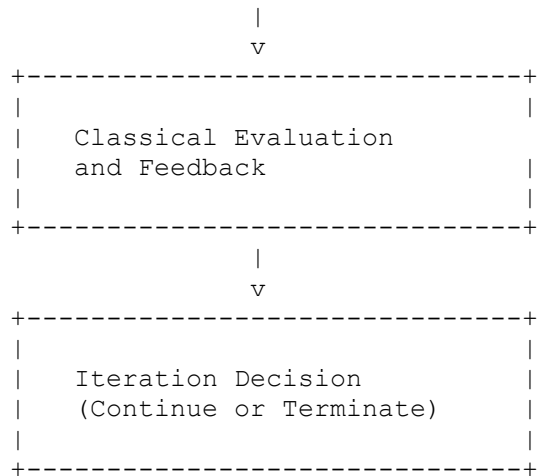 |
v
+-------------------------------+
|                               |
|   Classical Evaluation
|   and Feedback                |
|                               |
+-------------------------------+
|
v
+-------------------------------+
|                               |
|   Iteration Decision          |
|   (Continue or Terminate)     |
|                               |
+-------------------------------+